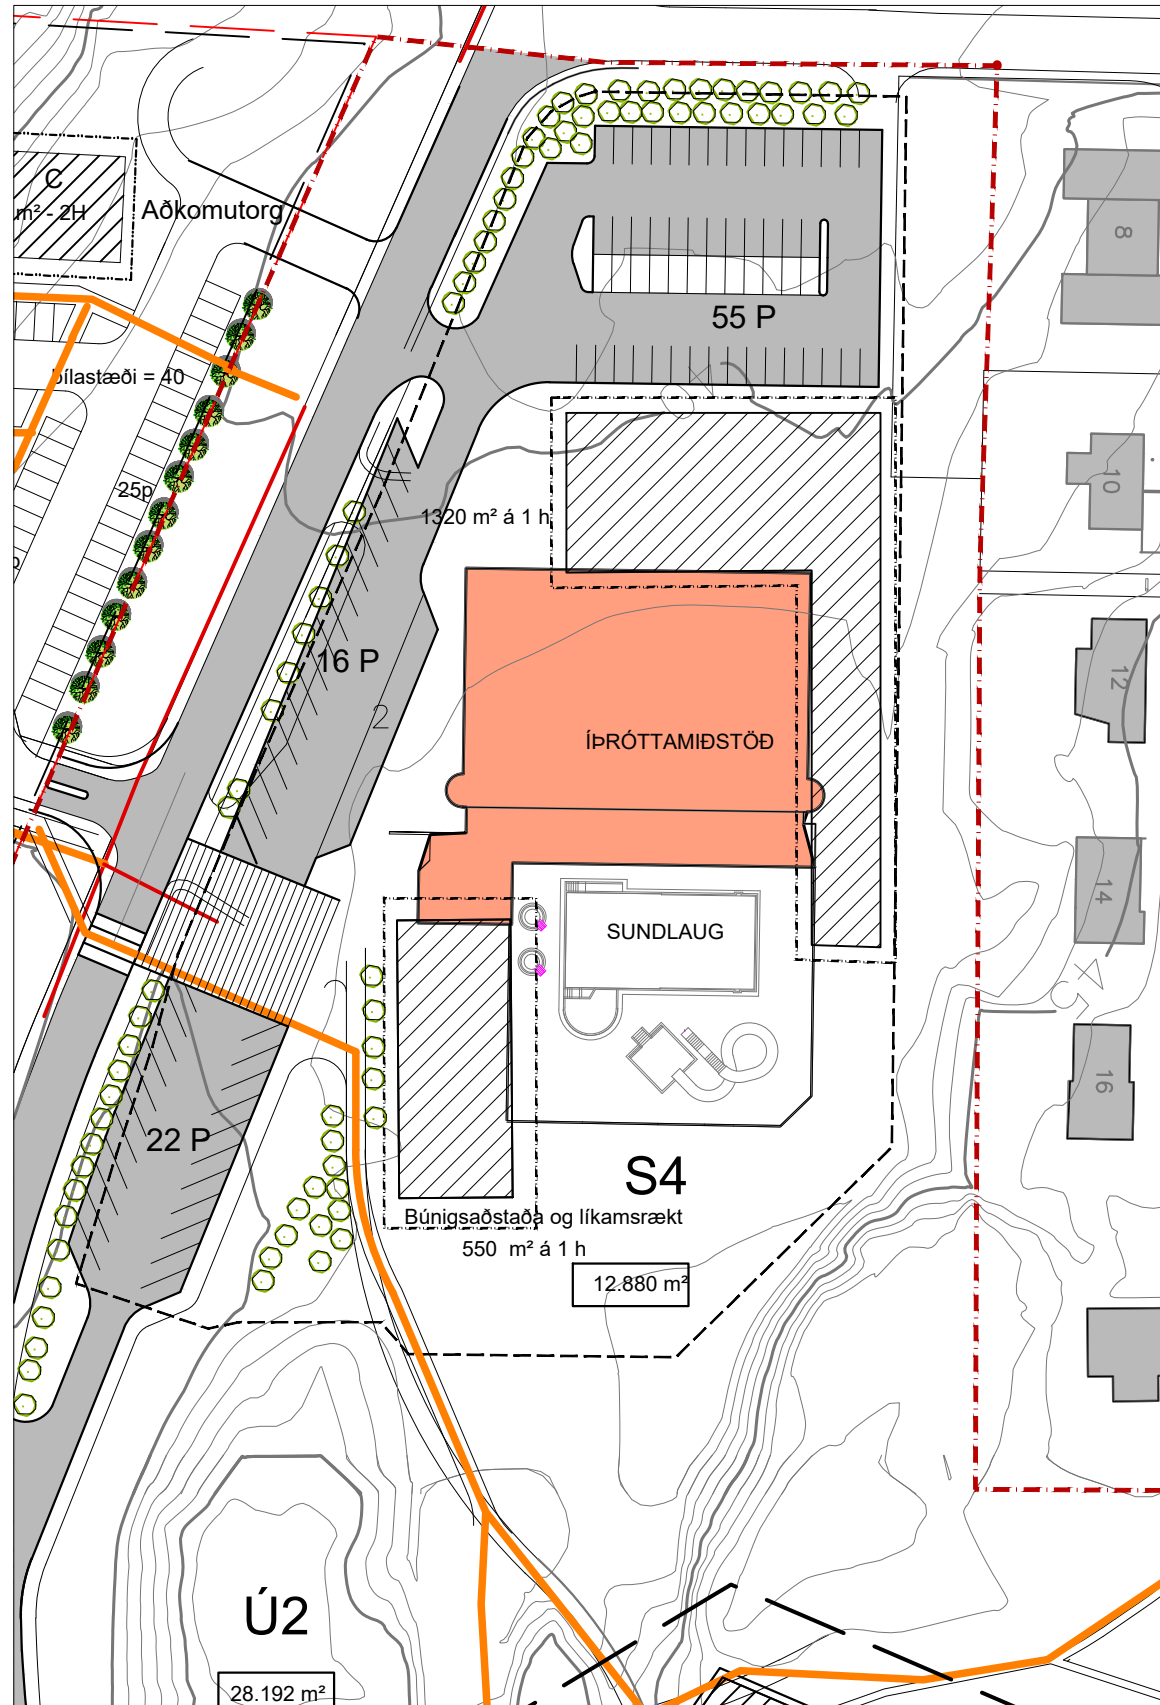 C
m² - 2H
Aðkomutorg
8
55 P
bílastæði = 40
10
25p
1320 m² á 1 h
16 P
12
2
ÍÞRÓTTAMIÐSTÖÐ
14
SUNDLAUG
16
22 P
S4
Búnigsaðstaða og líkamsrækt
550 m² á 1 h
12.880 m²
Ú2
28.192 m²